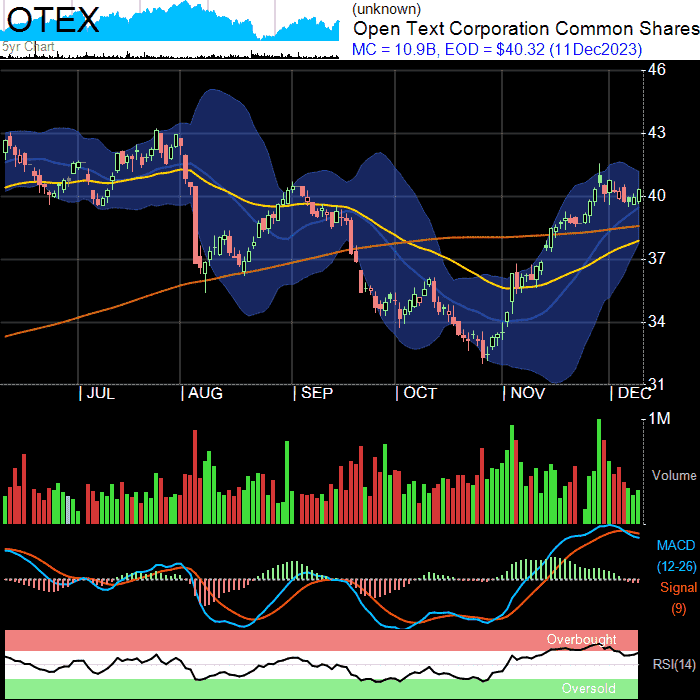 OTEX
5yr Chart
(unknown)
Open Text Corporation Common Shares
MC = 10.9B, EOD = $40.32 (11Dec2023)
46
43
40
37
34
31
JUL
AUG
SEP
OCT
NOV
DEC
1M
Volume
MACD
(12-26)
Signal
(9)
Overbought
RSI(14)
Oversold